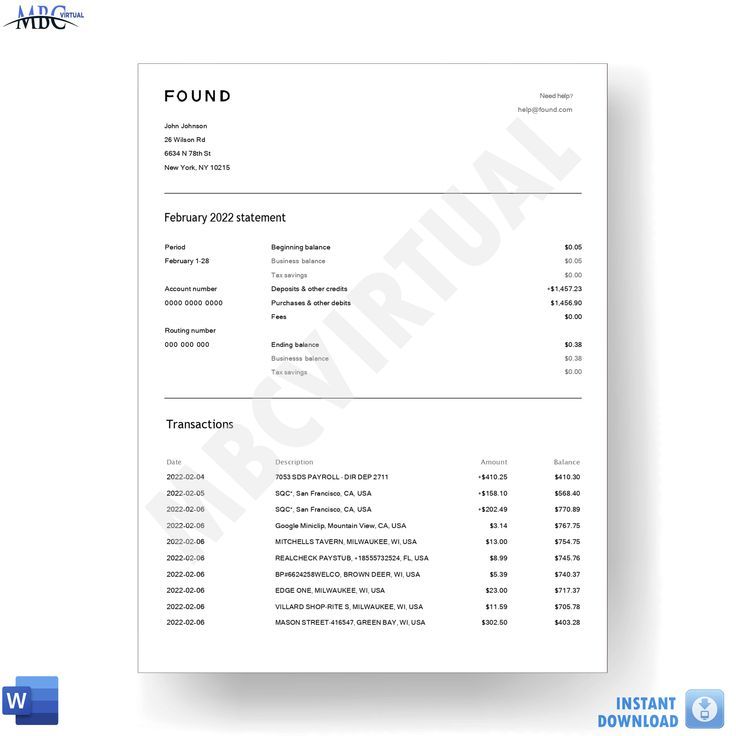 MBC VIRTUAL
FOUND
Need help?
help@found.com
John Johnson
26 Wilson Rd
6634 N 78th St
New York, NY 10215
MBCVIRTUAL
February 2022 statement
Period Beginning balance $0.05
February 1-28 Business balance $0.05
Tax savings $0.00
Account number Deposits & other credits +$1,457.23
0000 0000 0000 Purchases & other debits $1,456.90
Fees $0.00
Routing number
000 000 000 Ending balance $0.38
Businesss balance $0.38
Tax savings $0.00
Transactions
Date Description Amount Balance
2022-02-04 7053 SDS PAYROLL - DIR DEP 2711 +$410.25 $410.30
2022-02-05 SQC*, San Francisco, CA, USA +$158.10 $568.40
2022-02-06 SQC*, San Francisco, CA, USA +$202.49 $770.89
2022-02-06 Google Miniclip, Mountain View, CA, USA $3.14 $767.75
2022-02-06 MITCHELLS TAVERN, MILWAUKEE, WI, USA $13.00 $754.75
2022-02-06 REALCHECK PAYSTUB, +18555732524, FL, USA $8.99 $745.76
2022-02-06 BP#6624258WELCO, BROWN DEER, WI, USA $5.39 $740.37
2022-02-06 EDGE ONE, MILWAUKEE, WI, USA $23.00 $717.37
2022-02-06 VILLARD SHOP-RITE S, MILWAUKEE, WI, USA $11.59 $705.78
2022-02-06 MASON STREET-416547, GREEN BAY, WI, USA $302.50 $403.28
W
INSTANT
DOWNLOAD